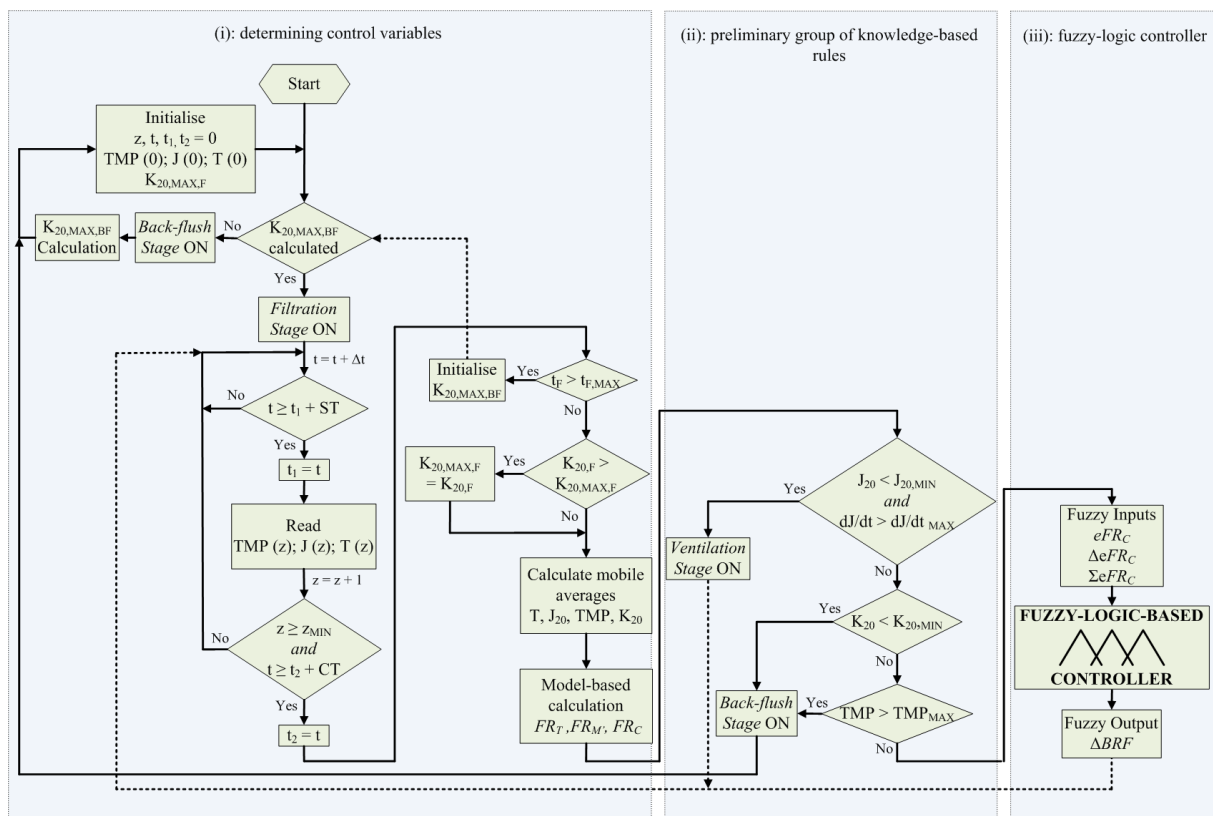 (i): determining control variables
Start
Initialise
z, t, t₁, t₂ = 0
TMP (0); J (0); T (0)
K₂₀,MAX,F
K₂₀,MAX,BF
Calculation
Back-flush
Stage ON
No
K₂₀,MAX,BF
calculated
Yes
Filtration
Stage ON
t = t + Δt
No
t ≥ t₁ + ST
Yes
t₁ = t
Read
TMP (z); J (z); T (z)
z = z + 1
No
z ≥ zMIN
and
t ≥ t₂ + CT
Yes
t₂ = t
Initialise
K₂₀,MAX,BF
Yes
tF > tF,MAX
No
K₂₀,MAX,F
= K₂₀,F
Yes
K₂₀,F >
K₂₀,MAX,F
No
Calculate mobile
averages
T, J₂₀, TMP, K₂₀
Model-based
calculation
FRT ,FRM', FRC
(ii): preliminary group of knowledge-based
rules
J₂₀ < J₂₀,MIN
and
dJ/dt > dJ/dt MAX
Yes
Ventilation
Stage ON
No
Yes
K₂₀ < K₂₀,MIN
No
Back-flush
Stage ON
Yes
TMP > TMPMAX
No
(iii): fuzzy-logic controller
Fuzzy Inputs
eFRC
ΔeFRC
ΣeFRC
FUZZY-LOGIC-BASED
CONTROLLER
Fuzzy Output
ΔBRF